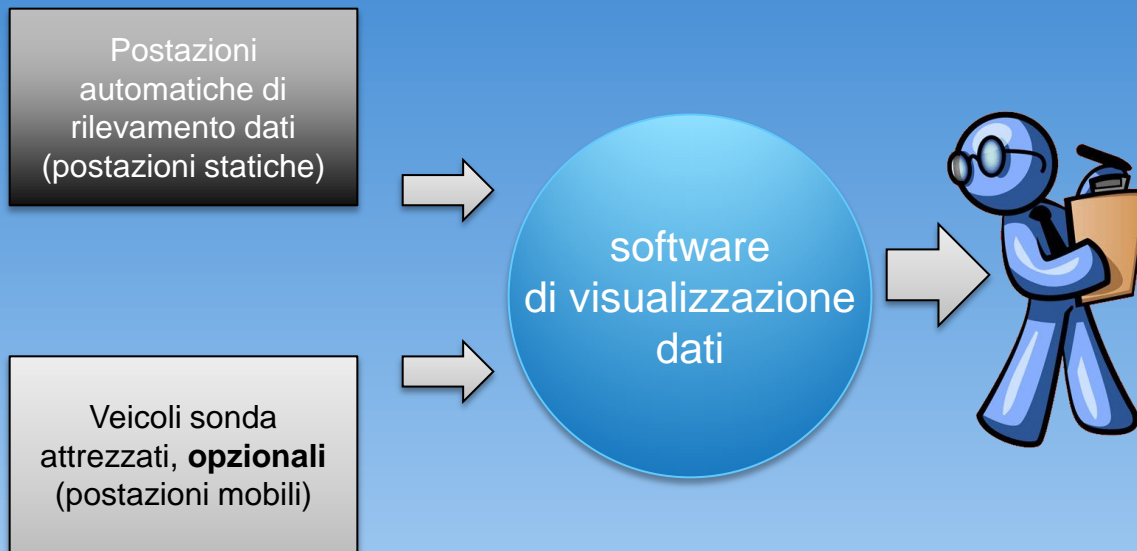 Postazioni
automatiche di
rilevamento dati
(postazioni statiche)
software
di visualizzazione
dati
Veicoli sonda
attrezzati, opzionali
(postazioni mobili)